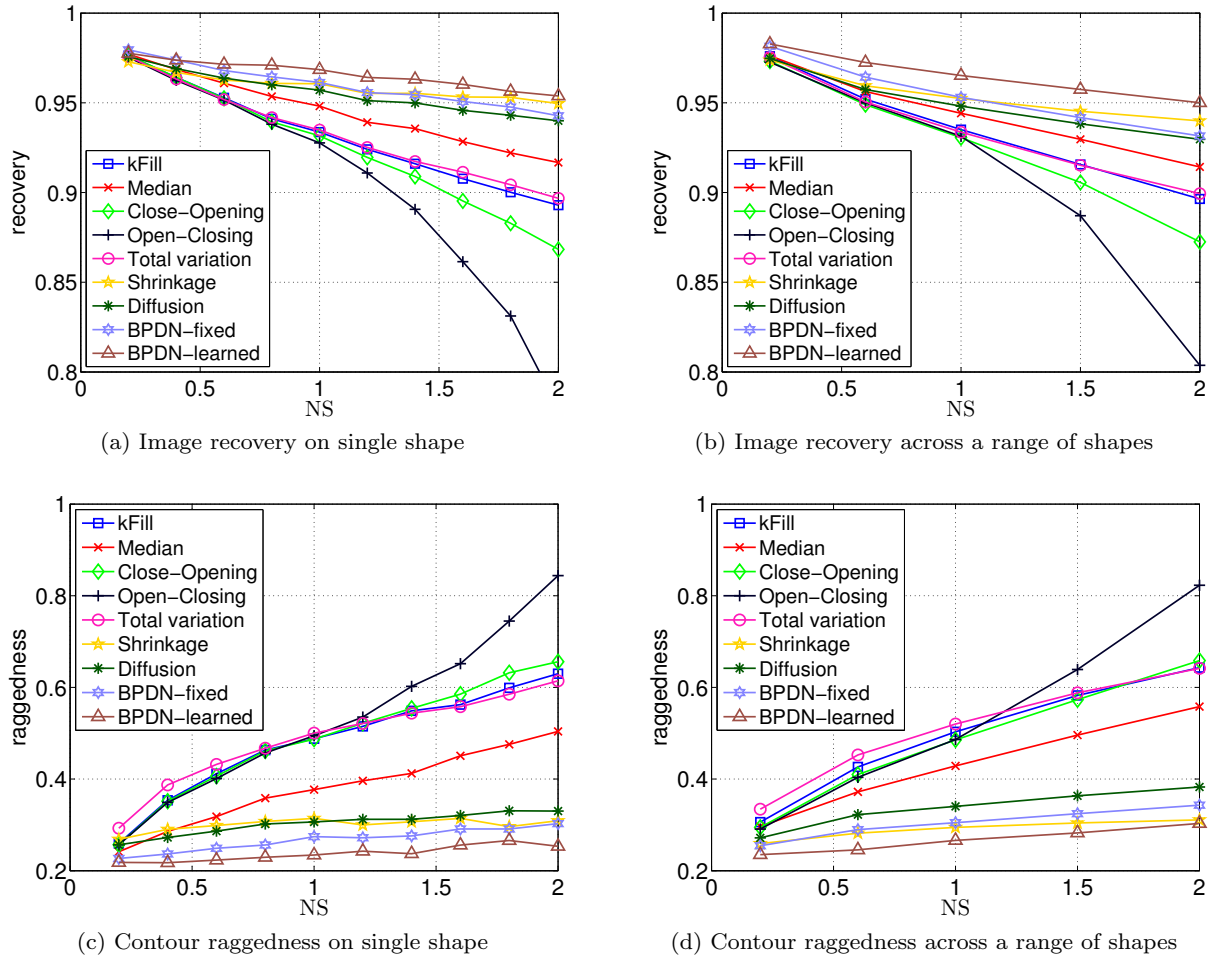 1
0.95
0.9
0.85
0.8
recovery
kFill
Median
Close−Opening
Open−Closing
Total variation
Shrinkage
Diffusion
BPDN−fixed
BPDN−learned
0 0.5 1 1.5 2
NS
(a) Image recovery on single shape
1
0.95
0.9
0.85
0.8
recovery
kFill
Median
Close−Opening
Open−Closing
Total variation
Shrinkage
Diffusion
BPDN−fixed
BPDN−learned
0 0.5 1 1.5 2
NS
(b) Image recovery across a range of shapes
1
0.8
0.6
0.4
0.2
raggedness
kFill
Median
Close−Opening
Open−Closing
Total variation
Shrinkage
Diffusion
BPDN−fixed
BPDN−learned
0 0.5 1 1.5 2
NS
(c) Contour raggedness on single shape
1
0.8
0.6
0.4
0.2
raggedness
kFill
Median
Close−Opening
Open−Closing
Total variation
Shrinkage
Diffusion
BPDN−fixed
BPDN−learned
0 0.5 1 1.5 2
NS
(d) Contour raggedness across a range of shapes